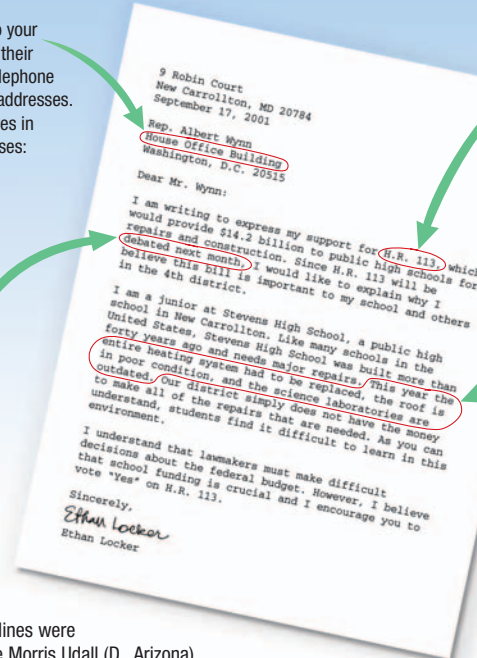 o your
their
lephone
addresses.
es in
ses:
9 Robin Court
New Carrollton, MD 20784
September 17, 2001
Rep. Albert Wynn
House Office Building
Washington, D.C. 20515
Dear Mr. Wynn:
I am writing to express my support for H.R. 113, which
would provide $14.2 billion to public high schools for
repairs and construction. Since H.R. 113 will be
debated next month, I would like to explain why I
believe this bill is important to my school and others
in the 4th district.
I am a junior at Stevens High School, a public high
school in New Carrollton. Like many schools in the
United States, Stevens High School was built more than
forty years ago and needs major repairs. This year the
entire heating system had to be replaced, the roof is
in poor condition, and the science laboratories are
outdated. Our district simply does not have the money
to make all of the repairs that are needed. As you can
understand, students find it difficult to learn in this
environment.
I understand that lawmakers must make difficult
decisions about the federal budget. However, I believe
that school funding is crucial and I encourage you to
vote "Yes" on H.R. 113.
Sincerely,
Ethan Locker
Ethan Locker
lines were
e Morris Udall (D., Arizona)